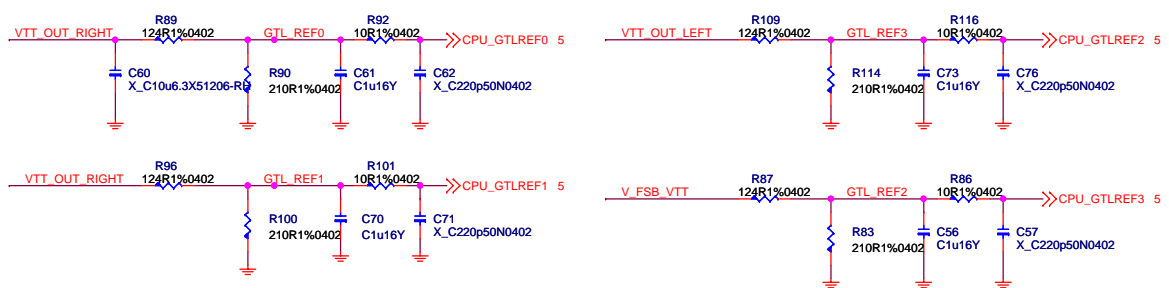 R89
124R1%0402
R92
10R1%0402
VTT_OUT_RIGHT
GTL_REF0
CPU_GTLREF0 5
C60
X_C10u6.3X51206-RH
R90
210R1%0402
C61
C1u16Y
C62
X_C220p50N0402
R109
124R1%0402
R116
10R1%0402
VTT_OUT_LEFT
GTL_REF3
CPU_GTLREF2 5
R114
210R1%0402
C73
C1u16Y
C76
X_C220p50N0402
R96
124R1%0402
R101
10R1%0402
VTT_OUT_RIGHT
GTL_REF1
CPU_GTLREF1 5
R100
210R1%0402
C70
C1u16Y
C71
X_C220p50N0402
R87
124R1%0402
R86
10R1%0402
V_FSB_VTT
GTL_REF2
CPU_GTLREF3 5
R83
210R1%0402
C56
C1u16Y
C57
X_C220p50N0402